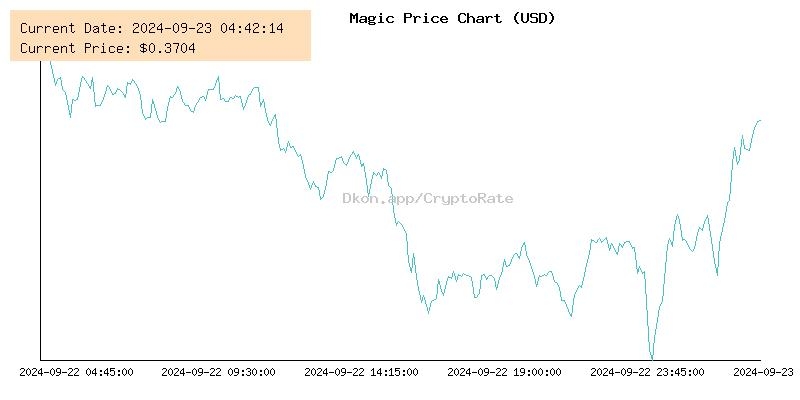 Magic Price Chart (USD)
Current Date: 2024-09-23 04:42:14
Current Price: $0.3704
Dkon.app/CryptoRate
2024-09-22 04:45:00 2024-09-22 09:30:00 2024-09-22 14:15:00 2024-09-22 19:00:00 2024-09-22 23:45:00 2024-09-23